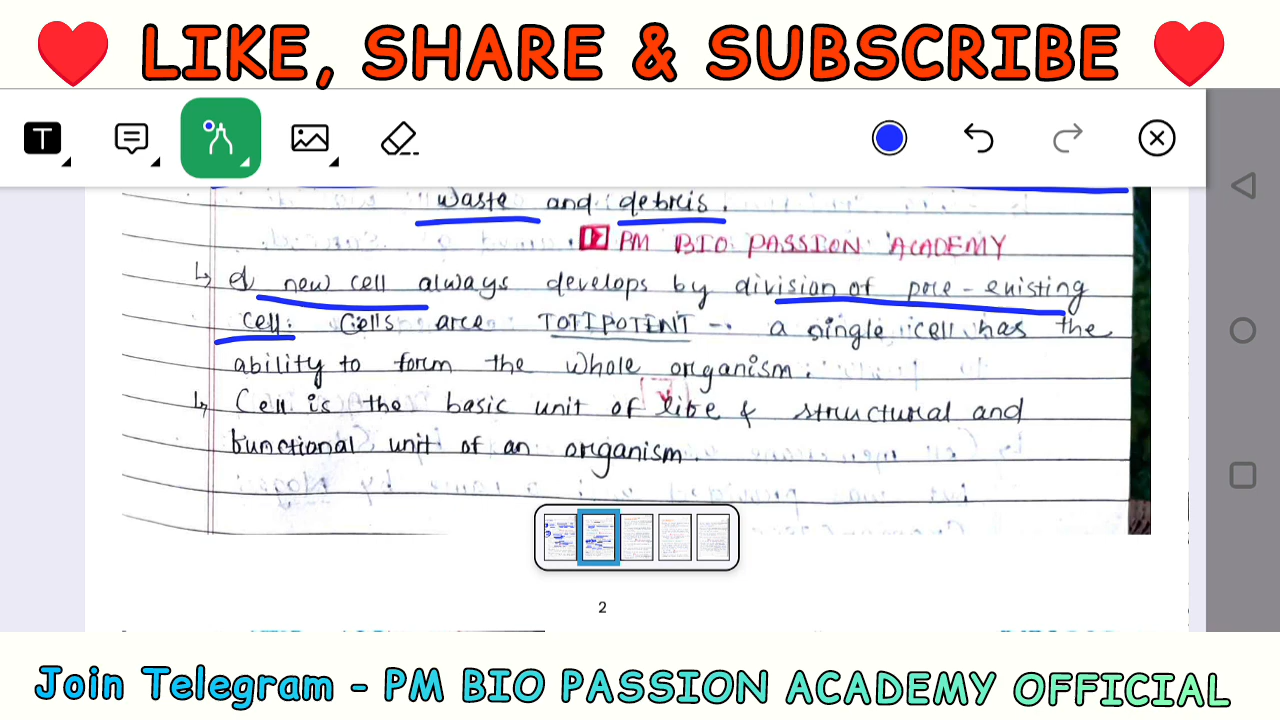 LIKE, SHARE & SUBSCRIBE
T
waste and debris.
PM BIO PASSION ACADEMY
↳ A new cell always develops by division of pre-existing
cell. Cells are TOTIPOTENT -. a single cell has the
ability to form the whole organism.
↳ Cell is the basic unit of life & structural and
functional unit of an organism.
2
Join Telegram - PM BIO PASSION ACADEMY OFFICIAL